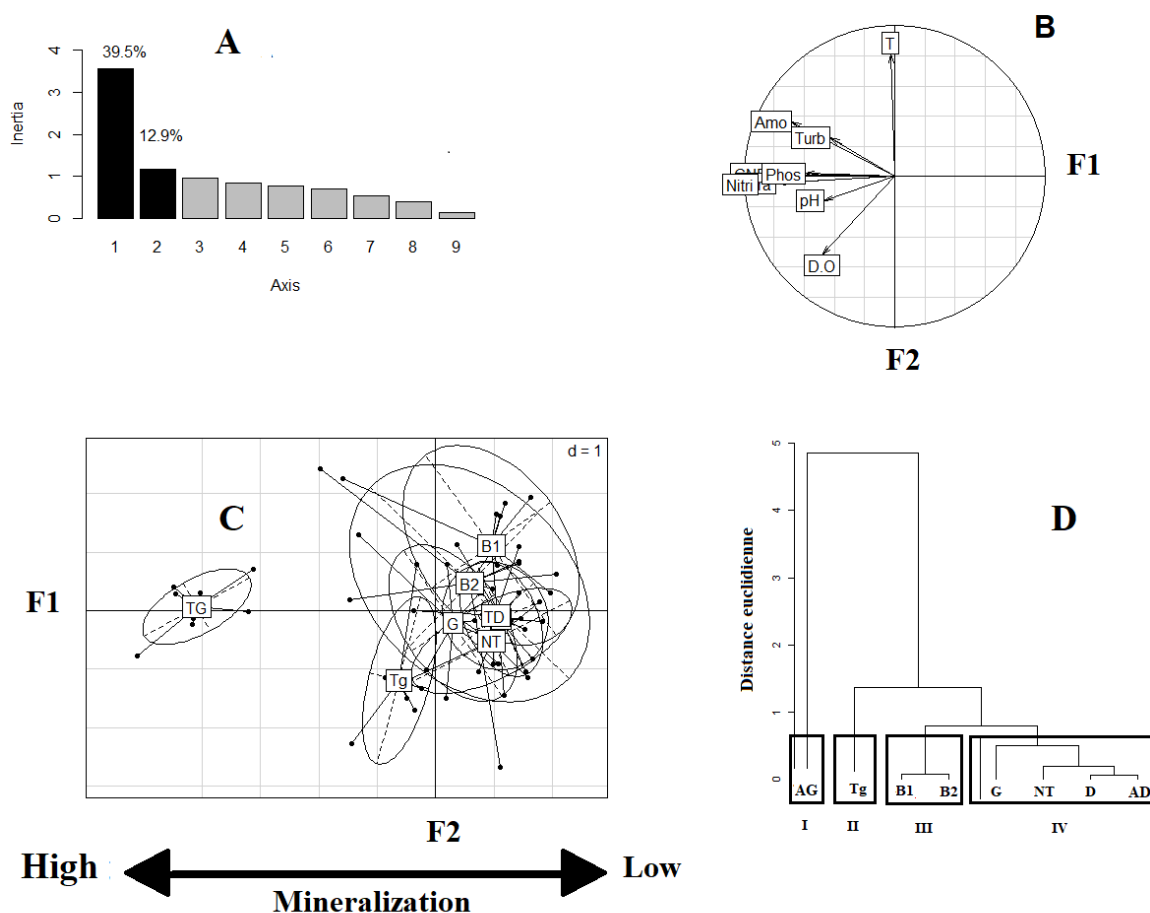 A
39.5%
12.9%
Inertia
4
3
2
1
0
1 2 3 4 5 6 7 8 9
Axis
B
T
Amo
Turb
Phos
Nitri
pH
D.O
F1
F2
C
d = 1
F1
B1
B2
TG
TD
G
NT
Tg
F2
High
Low
Mineralization
D
Distance euclidienne
5
4
3
2
1
0
AG Tg B1 B2 G NT D AD
I II III IV